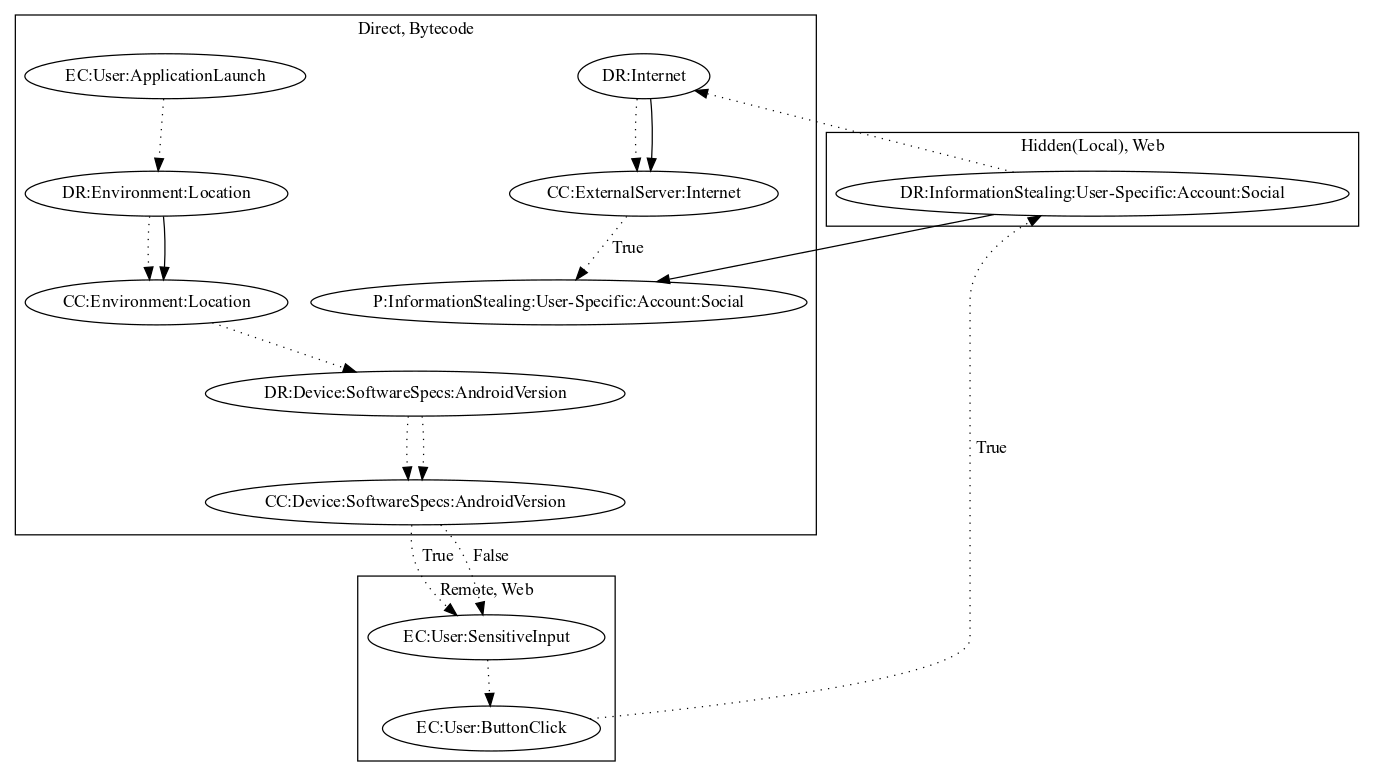 Direct, Bytecode
EC:User:ApplicationLaunch
DR:Internet
Hidden(Local), Web
DR:Environment:Location
CC:ExternalServer:Internet
DR:InformationStealing:User-Specific:Account:Social
True
CC:Environment:Location
P:InformationStealing:User-Specific:Account:Social
DR:Device:SoftwareSpecs:AndroidVersion
True
CC:Device:SoftwareSpecs:AndroidVersion
True
False
Remote, Web
EC:User:SensitiveInput
EC:User:ButtonClick